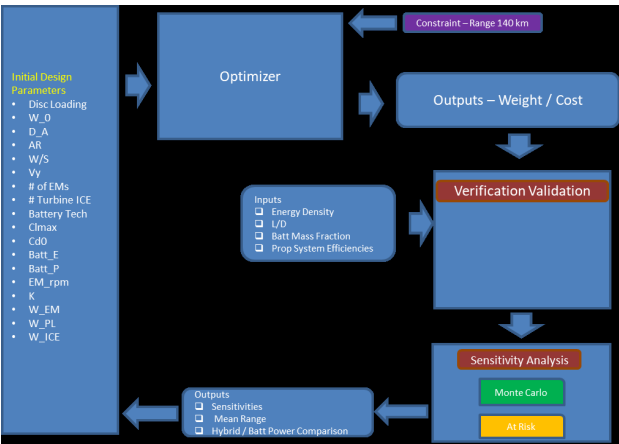 Constraint – Range 140 km
Optimizer
Initial Design
Parameters
• Disc Loading
• W_0
• D_A
• AR
• W/S
• Vy
• # of EMs
• # Turbine ICE
• Battery Tech
• Clmax
• Cd0
• Batt_E
• Batt_P
• EM_rpm
• K
• W_EM
• W_PL
• W_ICE
Outputs – Weight / Cost
Verification Validation
Inputs
❑ Energy Density
❑ L/D
❑ Batt Mass Fraction
❑ Prop System Efficiencies
Sensitivity Analysis
Monte Carlo
At Risk
Outputs
❑ Sensitivities
❑ Mean Range
❑ Hybrid / Batt Power Comparison